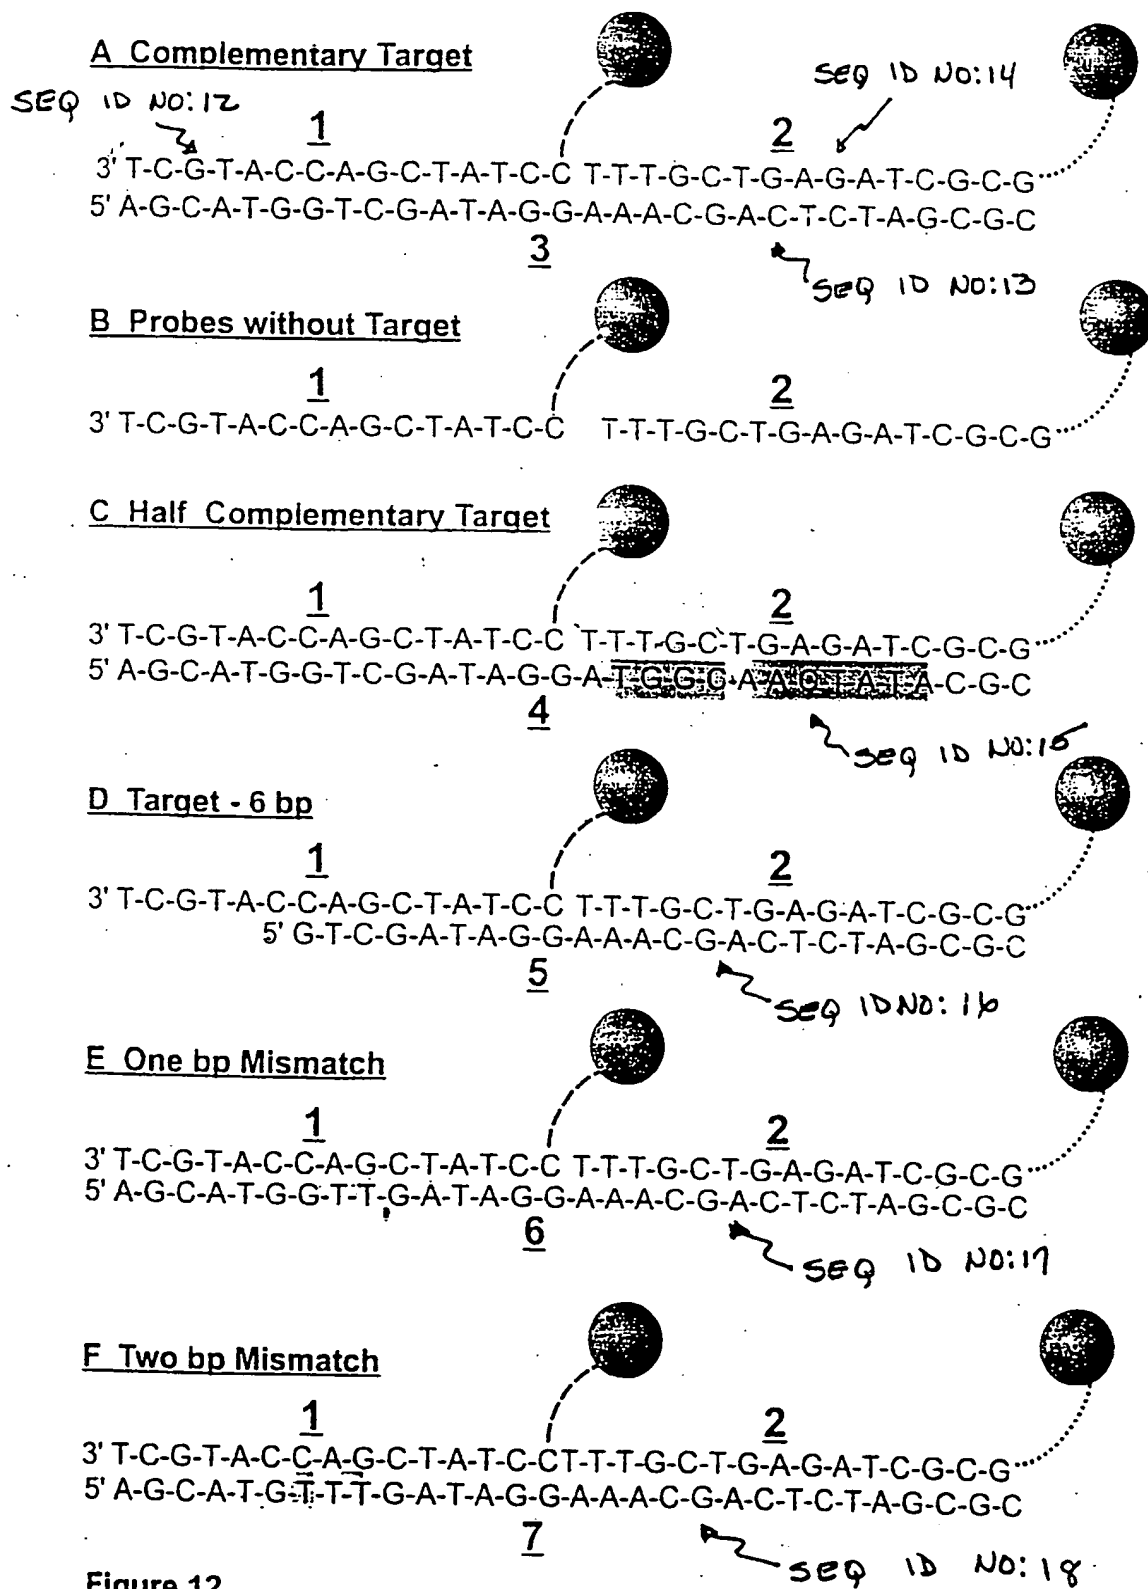 A Complementary Target
SEQ ID NO:12
SEQ ID NO:14
1
2
3' T-C-G-T-A-C-C-A-G-C-T-A-T-C-C T-T-T-G-C-T-G-A-G-A-T-C-G-C-G
5' A-G-C-A-T-G-G-T-C-G-A-T-A-G-G-A-A-A-C-G-A-C-T-C-T-A-G-C-G-C
3
SEQ ID NO:13
B Probes without Target
1
2
3' T-C-G-T-A-C-C-A-G-C-T-A-T-C-C T-T-T-G-C-T-G-A-G-A-T-C-G-C-G
C Half Complementary Target
1
2
3' T-C-G-T-A-C-C-A-G-C-T-A-T-C-C T-T-T-G-C-T-G-A-G-A-T-C-G-C-G
5' A-G-C-A-T-G-G-T-C-G-A-T-A-G-G-A-T-G-G-C-A-A-C-T-A-T-A-C-G-C
4
SEQ ID NO:15
D Target - 6 bp
1
2
3' T-C-G-T-A-C-C-A-G-C-T-A-T-C-C T-T-T-G-C-T-G-A-G-A-T-C-G-C-G
5' G-T-C-G-A-T-A-G-G-A-A-A-C-G-A-C-T-C-T-A-G-C-G-C
5
SEQ ID NO:16
E One bp Mismatch
1
2
3' T-C-G-T-A-C-C-A-G-C-T-A-T-C-C T-T-T-G-C-T-G-A-G-A-T-C-G-C-G
5' A-G-C-A-T-G-G-T-T-G-A-T-A-G-G-A-A-A-C-G-A-C-T-C-T-A-G-C-G-C
6
SEQ ID NO:17
F Two bp Mismatch
1
2
3' T-C-G-T-A-C-C-A-G-C-T-A-T-C-CT-T-T-G-C-T-G-A-G-A-T-C-G-C-G
5' A-G-C-A-T-G-T-T-T-G-A-T-A-G-G-A-A-A-C-G-A-C-T-C-T-A-G-C-G-C
7
SEQ ID NO:18
Figure 12